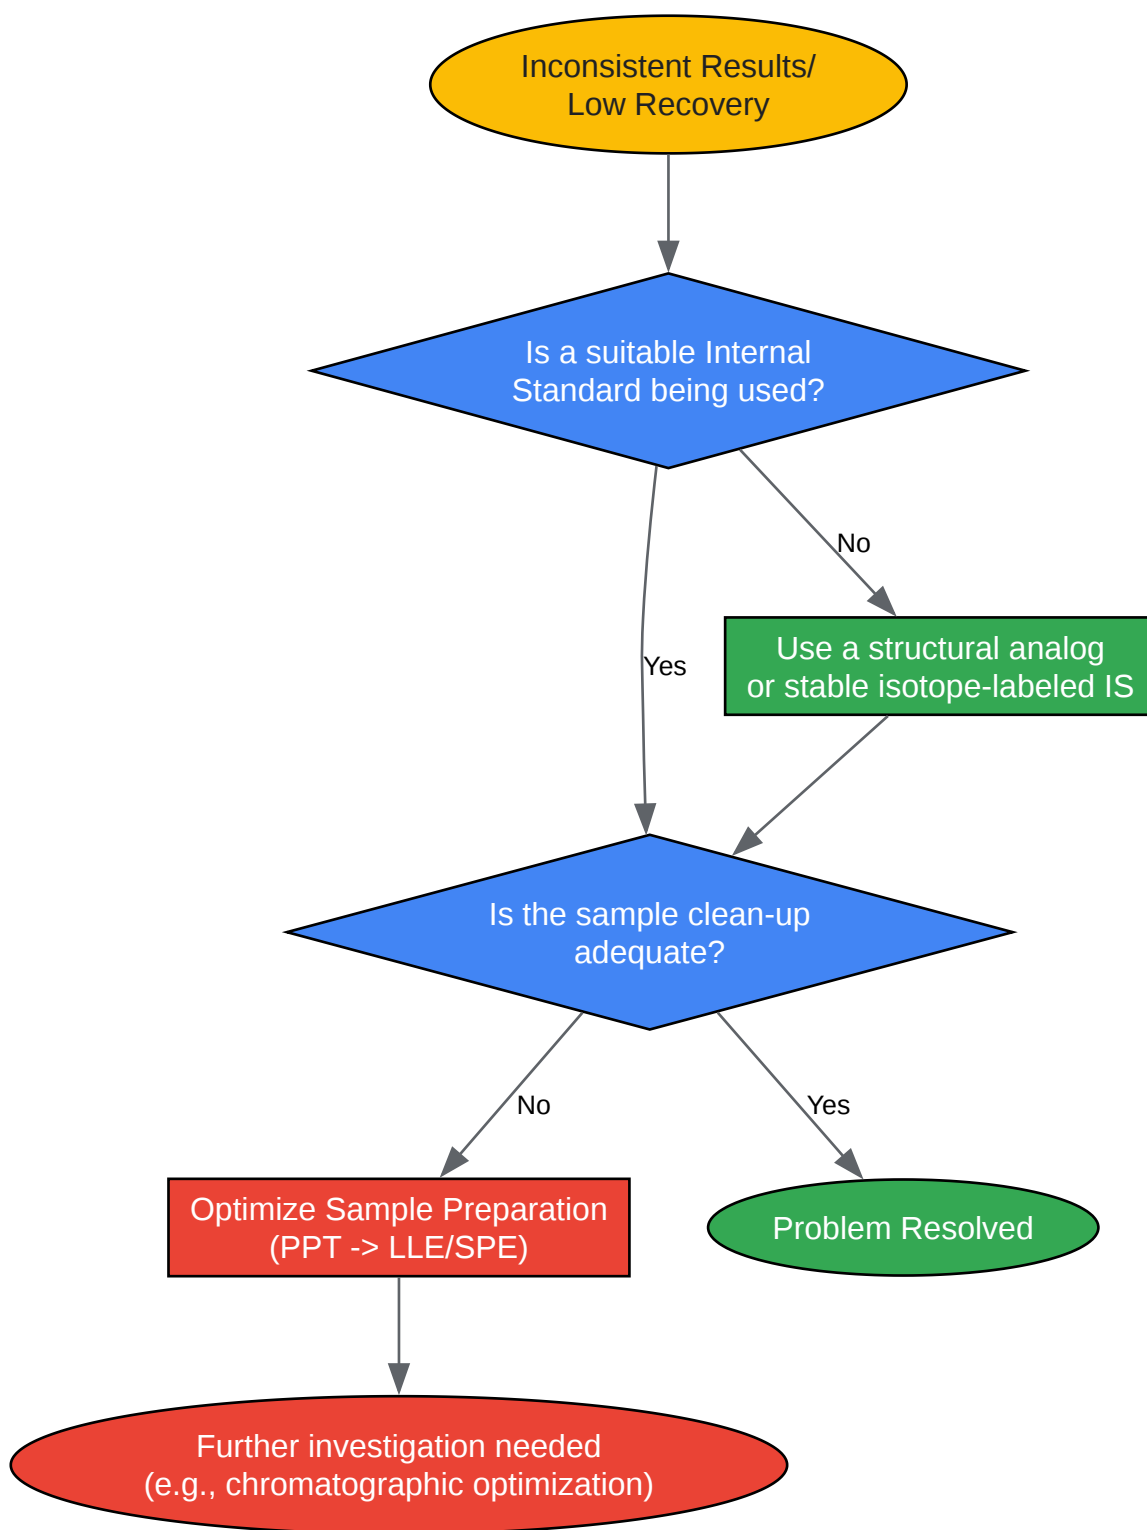 Inconsistent Results/
Low Recovery
Is a suitable Internal
Standard being used?
No
Use a structural analog
or stable isotope-labeled IS
Yes
Is the sample clean-up
adequate?
No
Yes
Optimize Sample Preparation
(PPT -> LLE/SPE)
Problem Resolved
Further investigation needed
(e.g., chromatographic optimization)